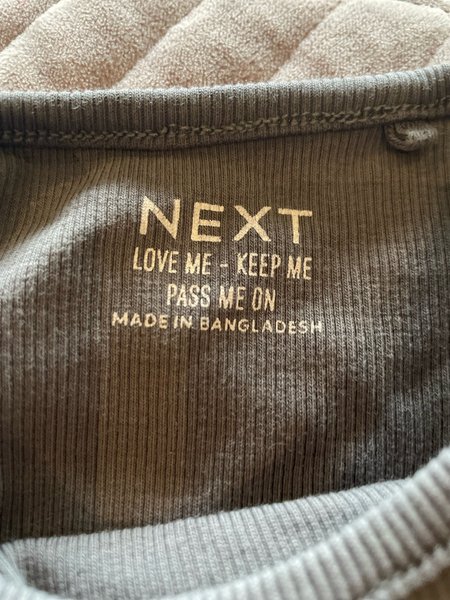 NEXT
LOVE ME - KEEP ME
PASS ME ON
MADE IN BANGLADESH